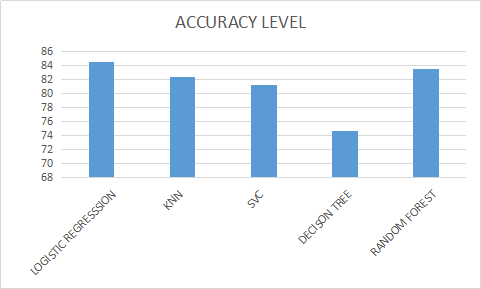 ACCURACY LEVEL
86
84
82
80
78
76
74
72
70
68
LOGISTIC REGRESSSION
KNN
SVC
DECISON TREE
RANDOM FOREST